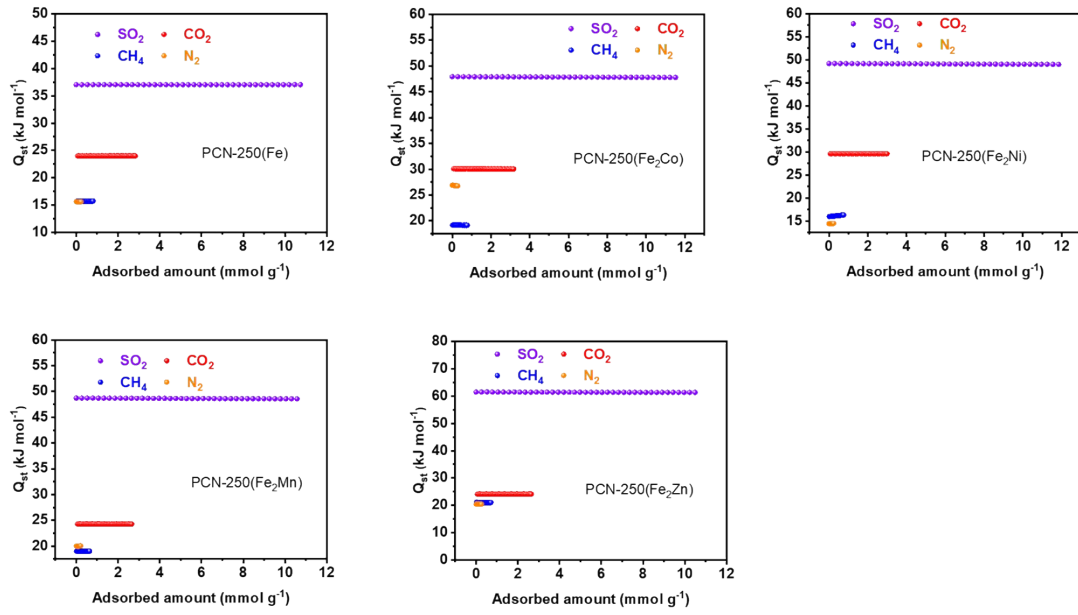 50
45
40
35
30
25
20
15
10
Qst (kJ mol-1)
SO2 CO2
CH4 N2
PCN-250(Fe)
0 2 4 6 8 10 12
Adsorbed amount (mmol g-1)
60
55
50
45
40
35
30
25
20
Qst (kJ mol-1)
SO2 CO2
CH4 N2
PCN-250(Fe2Co)
0 2 4 6 8 10 12
Adsorbed amount (mmol g-1)
60
55
50
45
40
35
30
25
20
15
Qst (kJ mol-1)
SO2 CO2
CH4 N2
PCN-250(Fe2Ni)
0 2 4 6 8 10 12
Adsorbed amount (mmol g-1)
60
55
50
45
40
35
30
25
20
Qst (kJ mol-1)
SO2 CO2
CH4 N2
PCN-250(Fe2Mn)
0 2 4 6 8 10 12
Adsorbed amount (mmol g-1)
80
70
60
50
40
30
20
10
0
Qst (kJ mol-1)
SO2 CO2
CH4 N2
PCN-250(Fe2Zn)
0 2 4 6 8 10 12
Adsorbed amount (mmol g-1)